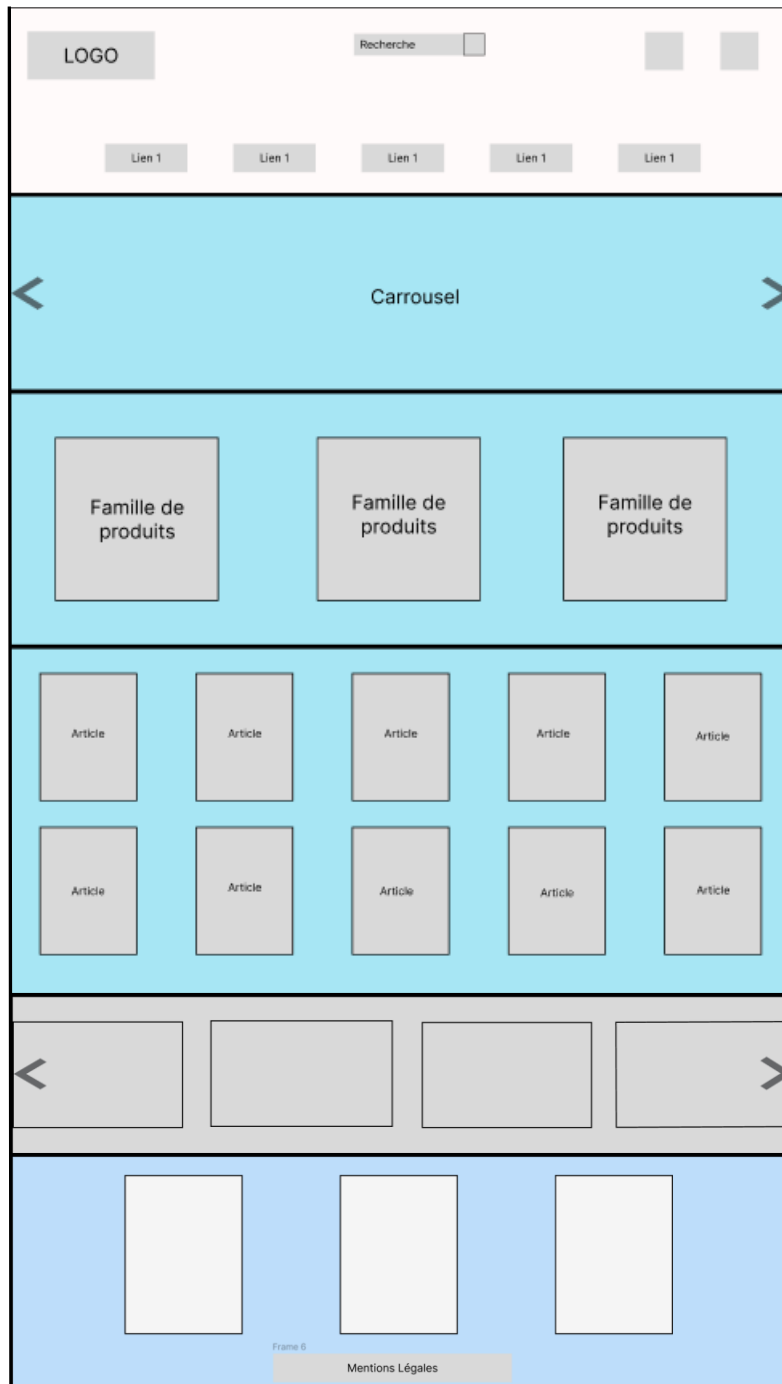 LOGO
Recherche
Lien 1
Lien 1
Lien 1
Lien 1
Lien 1
Carrousel
Famille de
produits
Famille de
produits
Famille de
produits
Article
Article
Article
Article
Article
Article
Article
Article
Article
Article
Frame 6
Mentions Légales